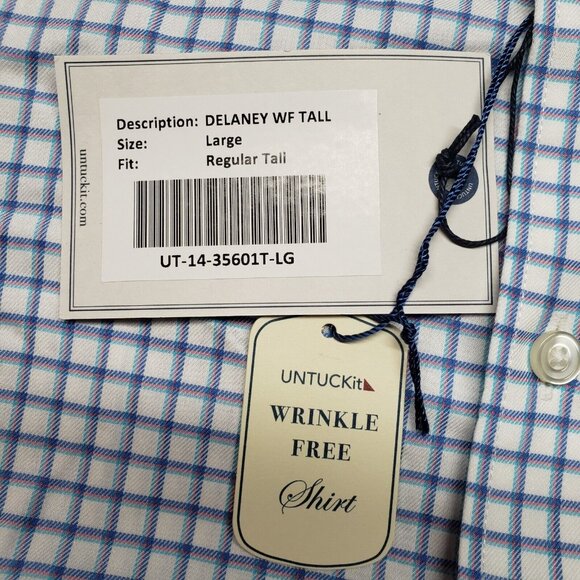 Description: DELANEY WF TALL
Size: Large
Fit: Regular Tall
UT-14-35601T-LG
untuckit.com
UNTUCKit
WRINKLE
FREE
Shirt